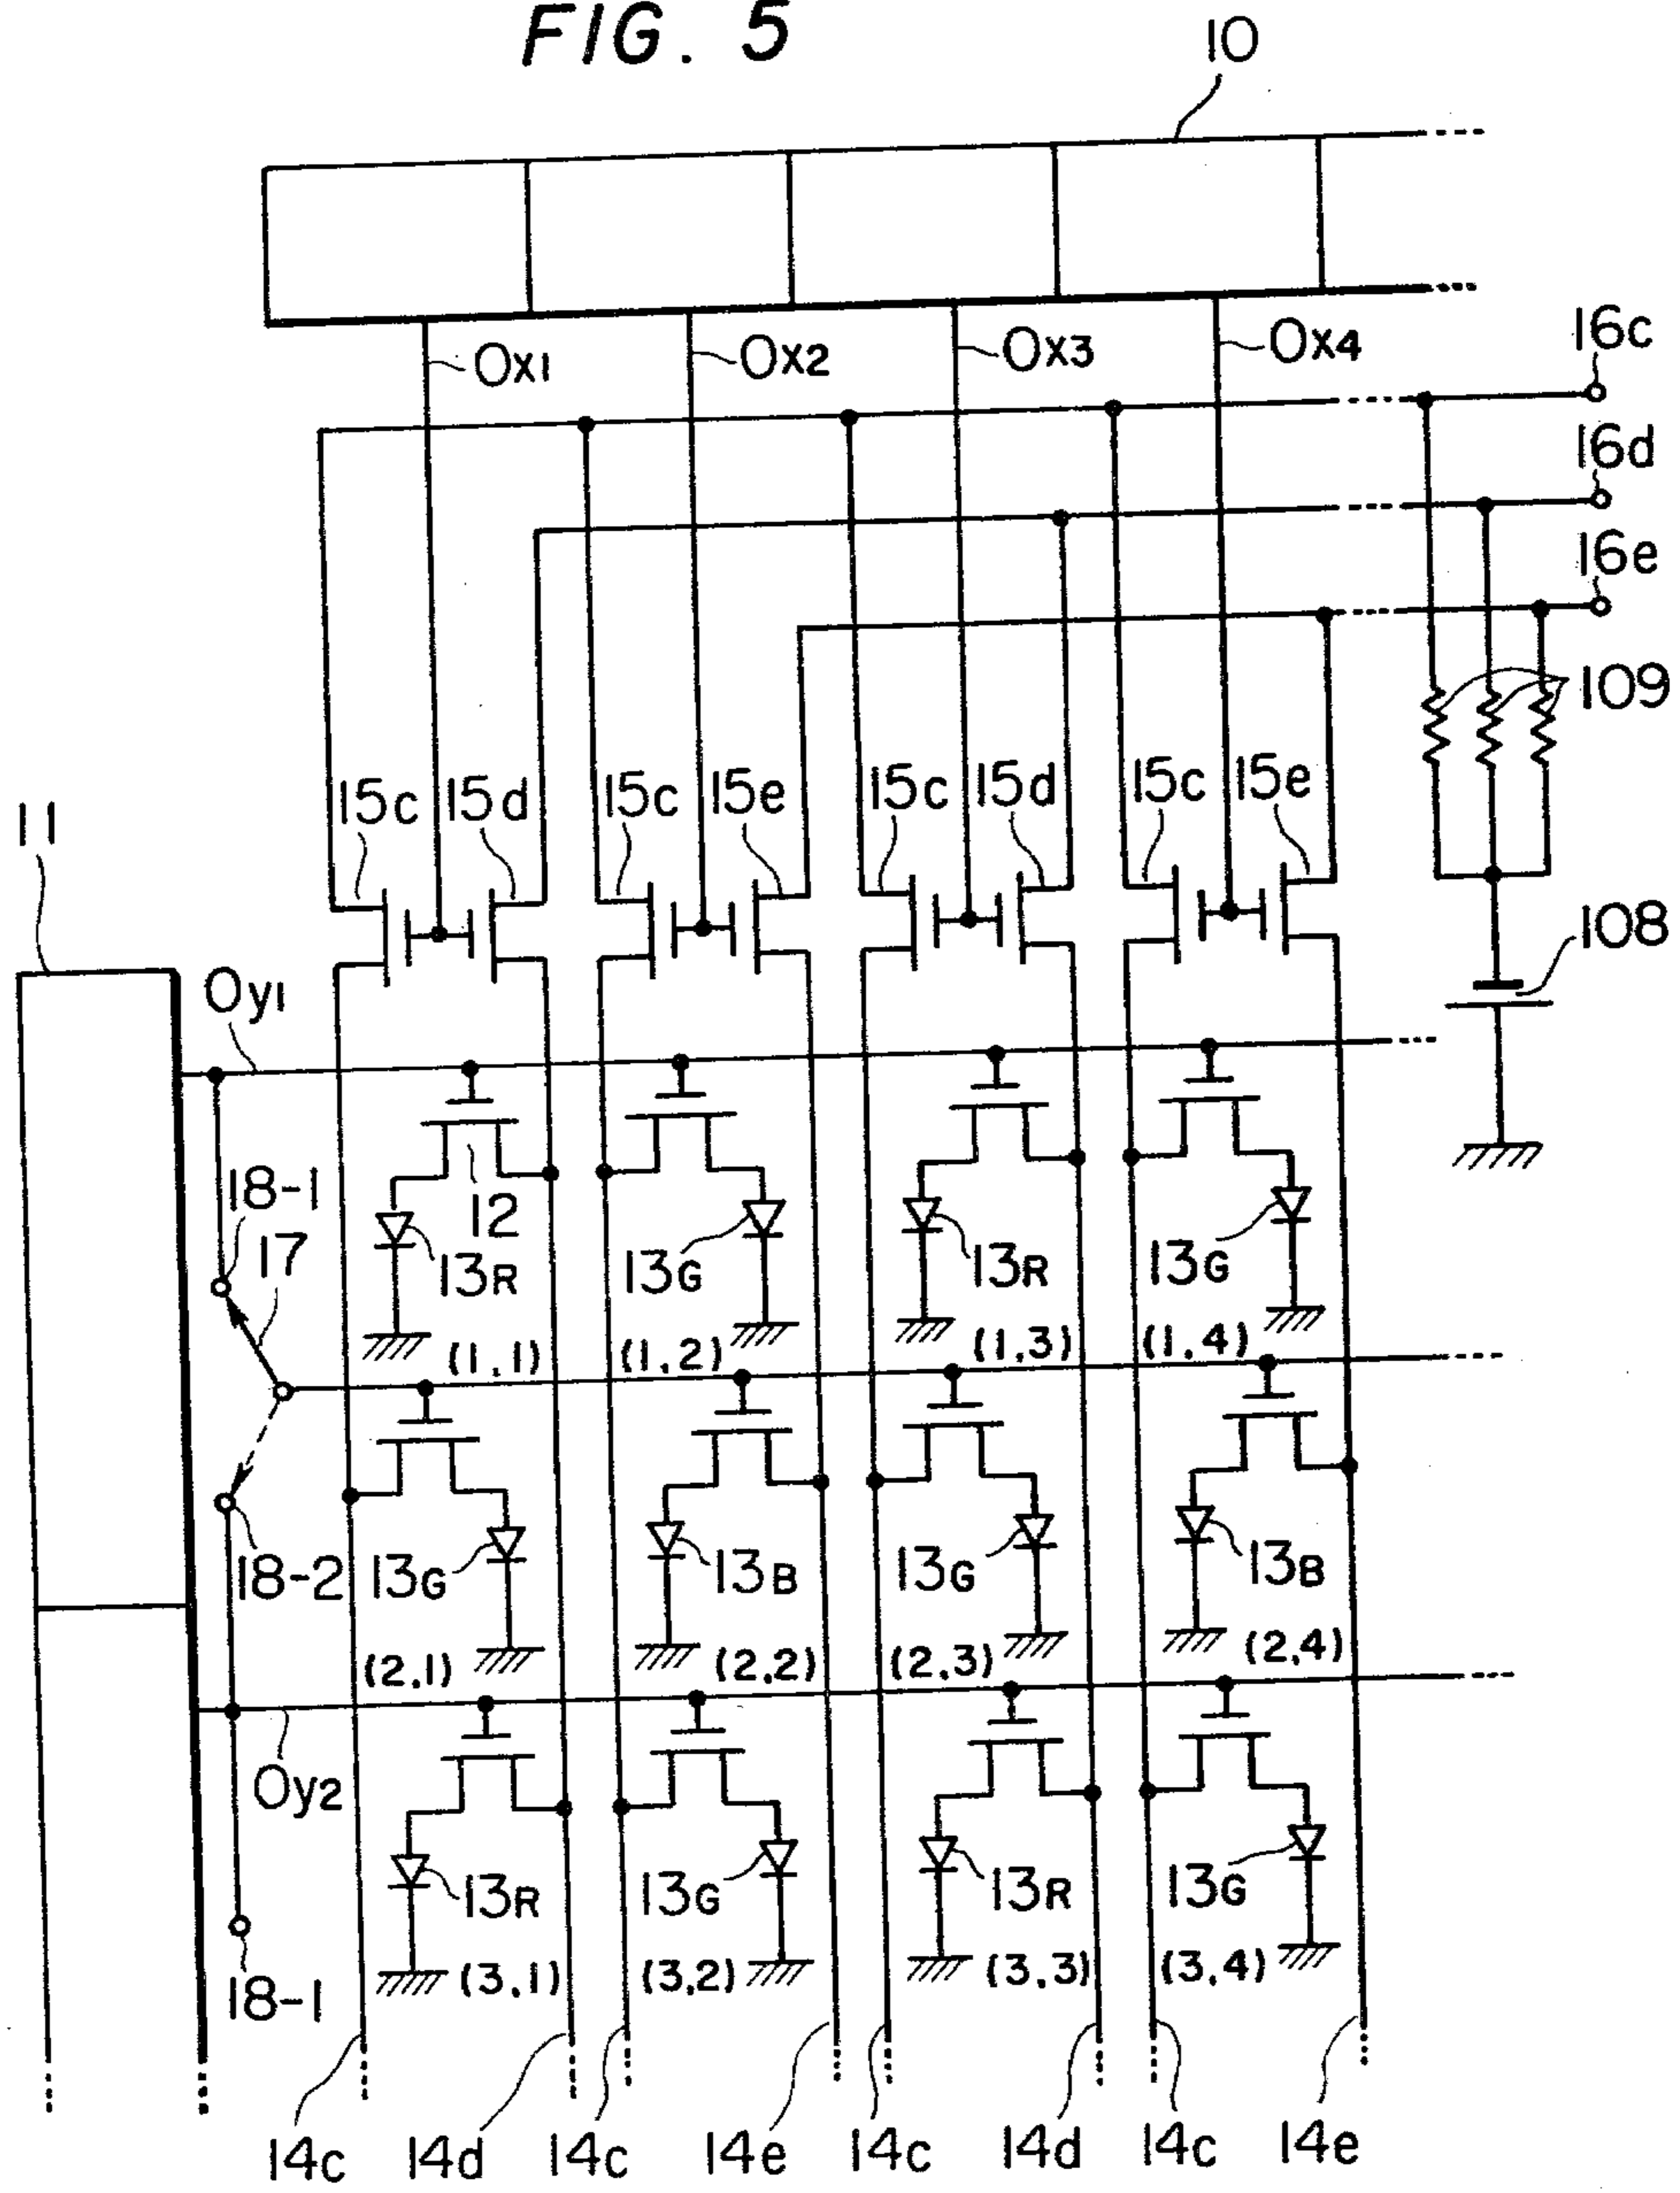 FIG. 5
10
Ox1 Ox2 Ox3 Ox4
16c
16d
16e
109
15c 15d 15c 15e 15c 15d 15c 15e
11
108
Oy1
18-1
17
12
13R 13G 13R 13G
(1,1) (1,2) (1,3) (1,4)
18-2
13G 13B 13G 13B
(2,1) (2,2) (2,3) (2,4)
Oy2
13R 13G 13R 13G
(3,1) (3,2) (3,3) (3,4)
18-1
14c 14d 14c 14e 14c 14d 14c 14e